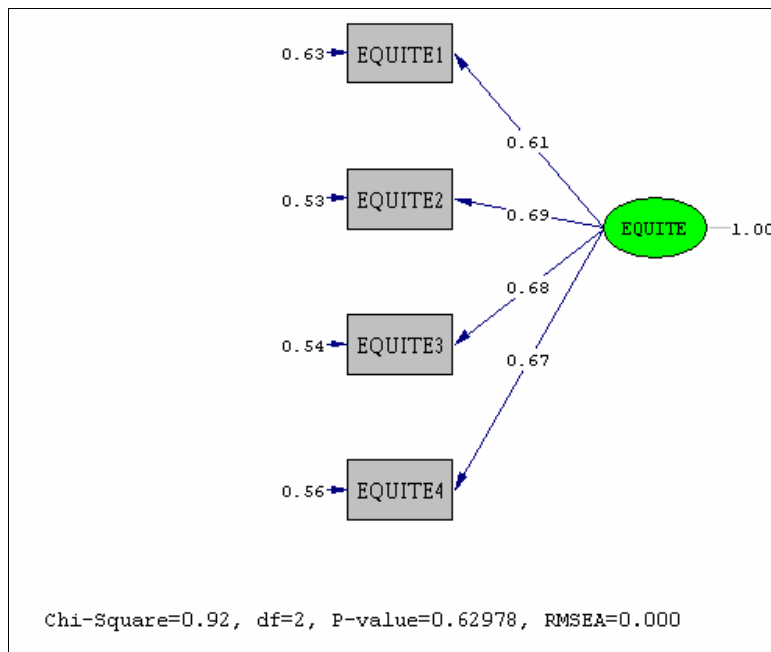 0.63 EQUITE1
0.61
0.53 EQUITE2
0.69
EQUITE 1.00
0.68
0.54 EQUITE3
0.67
0.56 EQUITE4
Chi-Square=0.92, df=2, P-value=0.62978, RMSEA=0.000